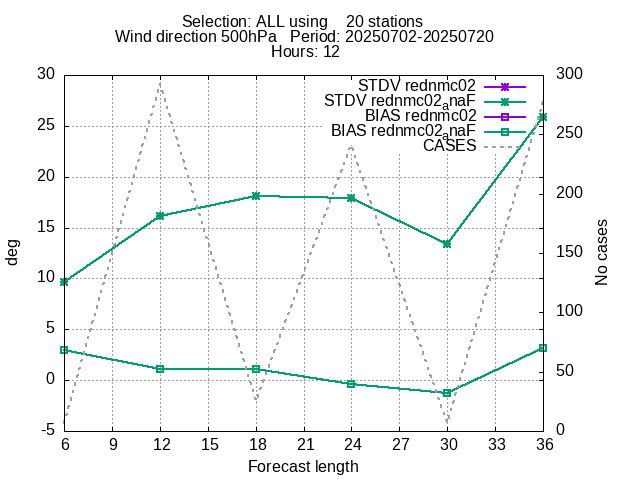 Selection: ALL using    20 stations
Wind direction 500hPa   Period: 20250702-20250720
Hours: 12
STDV rednmc02
STDV rednmc02anaF
BIAS rednmc02
BIAS rednmc02anaF
CASES
30
25
20
15
10
5
0
-5
deg
300
250
200
150
100
50
0
No cases
6 9 12 15 18 21 24 27 30 33 36
Forecast length